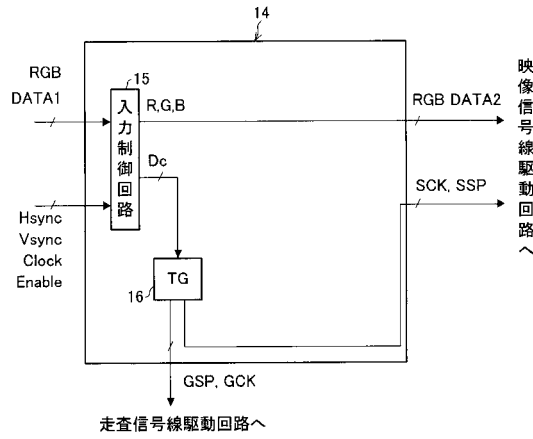 14
RGB
DATA1
15
入力制御回路
R,G,B
RGB DATA2
映像信号線駆動回路へ
Dc
SCK, SSP
Hsync
Vsync
Clock
Enable
TG
16
GSP, GCK
走査信号線駆動回路へ